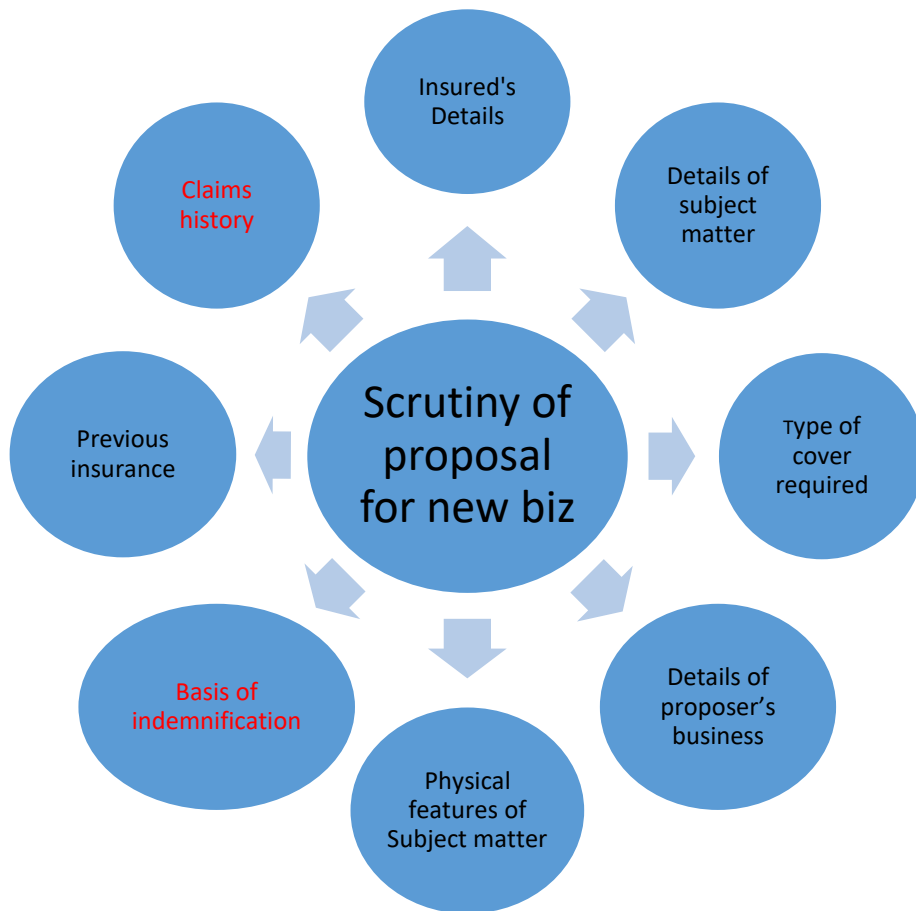 Insured's
Details
Details of
subject
matter
Type of
cover
required
Details of
proposer’s
business
Physical
features of
Subject matter
Basis of
indemnification
Previous
insurance
Claims
history
Scrutiny of
proposal
for new biz